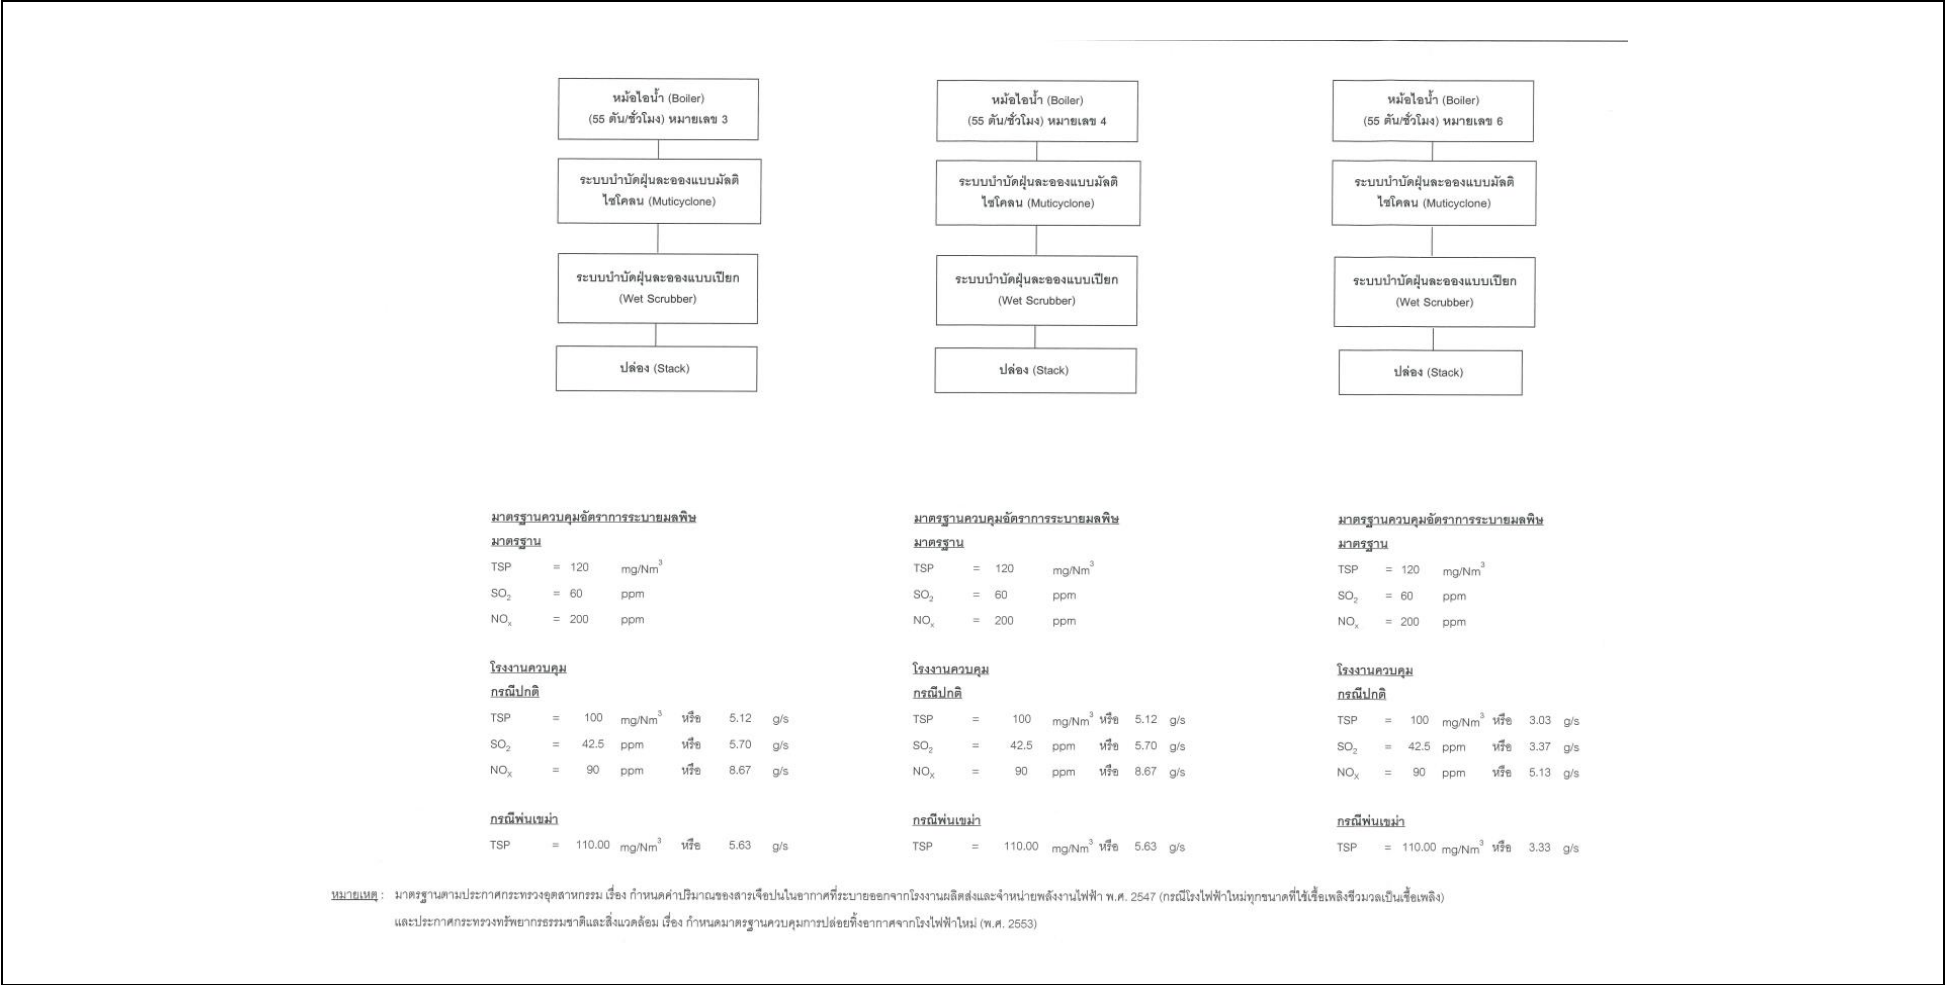 หม้อไอน้ำ (Boiler)
(55 ตัน/ชั่วโมง) หมายเลข 3
ระบบบำบัดฝุ่นละอองแบบมัลติ
ไซโคลน (Muticyclone)
ระบบบำบัดฝุ่นละอองแบบเปียก
(Wet Scrubber)
ปล่อง (Stack)
หม้อไอน้ำ (Boiler)
(55 ตัน/ชั่วโมง) หมายเลข 4
ระบบบำบัดฝุ่นละอองแบบมัลติ
ไซโคลน (Muticyclone)
ระบบบำบัดฝุ่นละอองแบบเปียก
(Wet Scrubber)
ปล่อง (Stack)
หม้อไอน้ำ (Boiler)
(55 ตัน/ชั่วโมง) หมายเลข 6
ระบบบำบัดฝุ่นละอองแบบมัลติ
ไซโคลน (Muticyclone)
ระบบบำบัดฝุ่นละอองแบบเปียก
(Wet Scrubber)
ปล่อง (Stack)
มาตรฐานควบคุมอัตราการระบายมลพิษ
มาตรฐาน
TSP = 120 mg/Nm³
SO₂ = 60 ppm
NOₓ = 200 ppm
โรงงานควบคุม
กรณีปกติ
TSP = 100 mg/Nm³ หรือ 5.12 g/s
SO₂ = 42.5 ppm หรือ 5.70 g/s
NOₓ = 90 ppm หรือ 8.67 g/s
กรณีพ่นเขม่า
TSP = 110.00 mg/Nm³ หรือ 5.63 g/s
มาตรฐานควบคุมอัตราการระบายมลพิษ
มาตรฐาน
TSP = 120 mg/Nm³
SO₂ = 60 ppm
NOₓ = 200 ppm
โรงงานควบคุม
กรณีปกติ
TSP = 100 mg/Nm³ หรือ 5.12 g/s
SO₂ = 42.5 ppm หรือ 5.70 g/s
NOₓ = 90 ppm หรือ 8.67 g/s
กรณีพ่นเขม่า
TSP = 110.00 mg/Nm³ หรือ 5.63 g/s
มาตรฐานควบคุมอัตราการระบายมลพิษ
มาตรฐาน
TSP = 120 mg/Nm³
SO₂ = 60 ppm
NOₓ = 200 ppm
โรงงานควบคุม
กรณีปกติ
TSP = 100 mg/Nm³ หรือ 3.03 g/s
SO₂ = 42.5 ppm หรือ 3.37 g/s
NOₓ = 90 ppm หรือ 5.13 g/s
กรณีพ่นเขม่า
TSP = 110.00 mg/Nm³ หรือ 3.33 g/s
หมายเหตุ : มาตรฐานตามประกาศกระทรวงอุตสาหกรรม เรื่อง กำหนดค่าปริมาณของสารเจือปนในอากาศที่ระบายออกจากโรงงานผลิตส่งและจำหน่ายพลังงานไฟฟ้า พ.ศ. 2547 (กรณีโรงไฟฟ้าใหม่ทุกขนาดที่ใช้เชื้อเพลิงชีวมวลเป็นเชื้อเพลิง)
และประกาศกระทรวงทรัพยากรธรรมชาติและสิ่งแวดล้อม เรื่อง กำหนดมาตรฐานควบคุมการปล่อยทิ้งอากาศจากโรงไฟฟ้าใหม่ (พ.ศ. 2553)